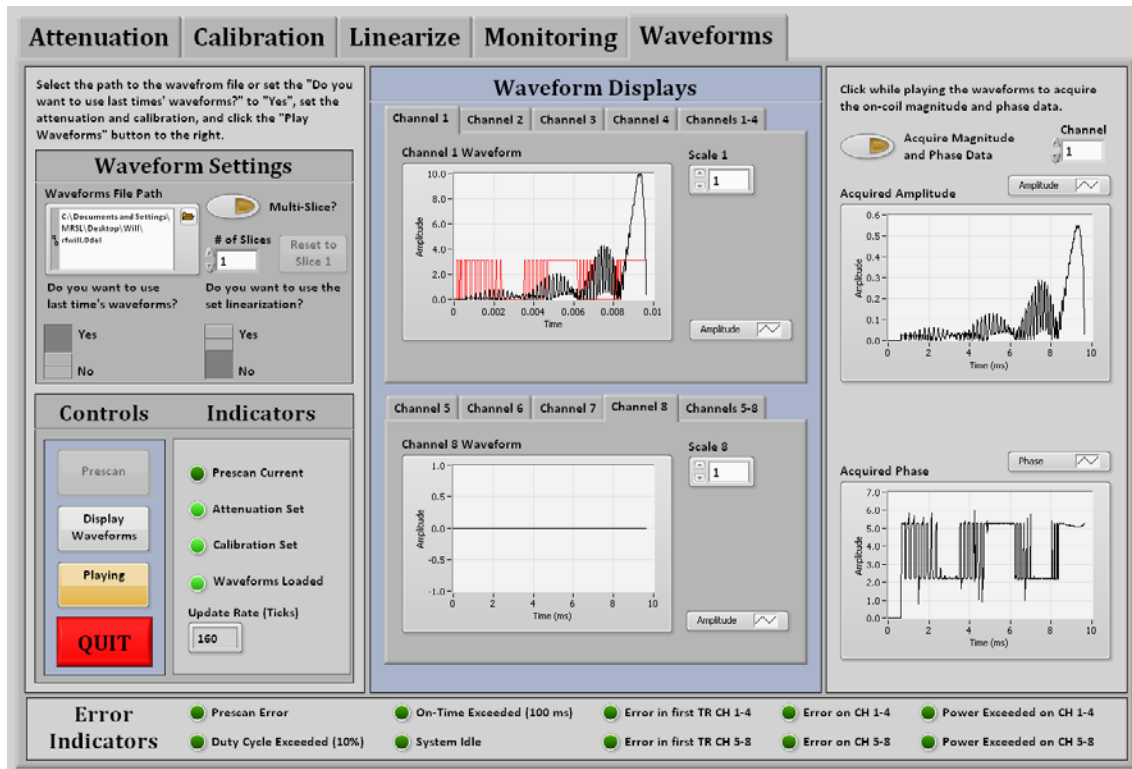 Attenuation Calibration Linearize Monitoring Waveforms
Select the path to the wavefrom file or set the "Do you
want to use last times' waveforms?" to "Yes", set the
attenuation and calibration, and click the "Play
Waveforms" button to the right.
Waveform Settings
Waveforms File Path
C:\Documents and Settings\
MRSL\Desktop\Will\
rfwill.0del
Multi-Slice?
# of Slices
1
Reset to
Slice 1
Do you want to use
last time's waveforms?
Yes
No
Do you want to use the
set linearization?
Yes
No
Controls
Prescan
Display
Waveforms
Playing
QUIT
Indicators
Prescan Current
Attenuation Set
Calibration Set
Waveforms Loaded
Update Rate (Ticks)
160
Waveform Displays
Channel 1 Channel 2 Channel 3 Channel 4 Channels 1-4
Channel 1 Waveform
Scale 1
1
10.0
8.0
6.0
4.0
2.0
0.0
Amplitude
0 0.002 0.004 0.006 0.008 0.01
Time
Amplitude
Channel 5 Channel 6 Channel 7 Channel 8 Channels 5-8
Channel 8 Waveform
Scale 8
1
1.0
0.5
0.0
-0.5
-1.0
Amplitude
0 2 4 6 8 10
Time (ms)
Amplitude
Click while playing the waveforms to acquire
the on-coil magnitude and phase data.
Acquire Magnitude
and Phase Data
Channel
1
Amplitude
Acquired Amplitude
0.6
0.5
0.4
0.3
0.2
0.1
0.0
Amplitude
0 2 4 6 8 10
Time (ms)
Phase
Acquired Phase
7.0
6.0
5.0
4.0
3.0
2.0
1.0
0.0
Amplitude
0 2 4 6 8 10
Time (ms)
Error
Indicators
Prescan Error
On-Time Exceeded (100 ms)
Error in first TR CH 1-4
Error on CH 1-4
Power Exceeded on CH 1-4
Duty Cycle Exceeded (10%)
System Idle
Error in first TR CH 5-8
Error on CH 5-8
Power Exceeded on CH 5-8